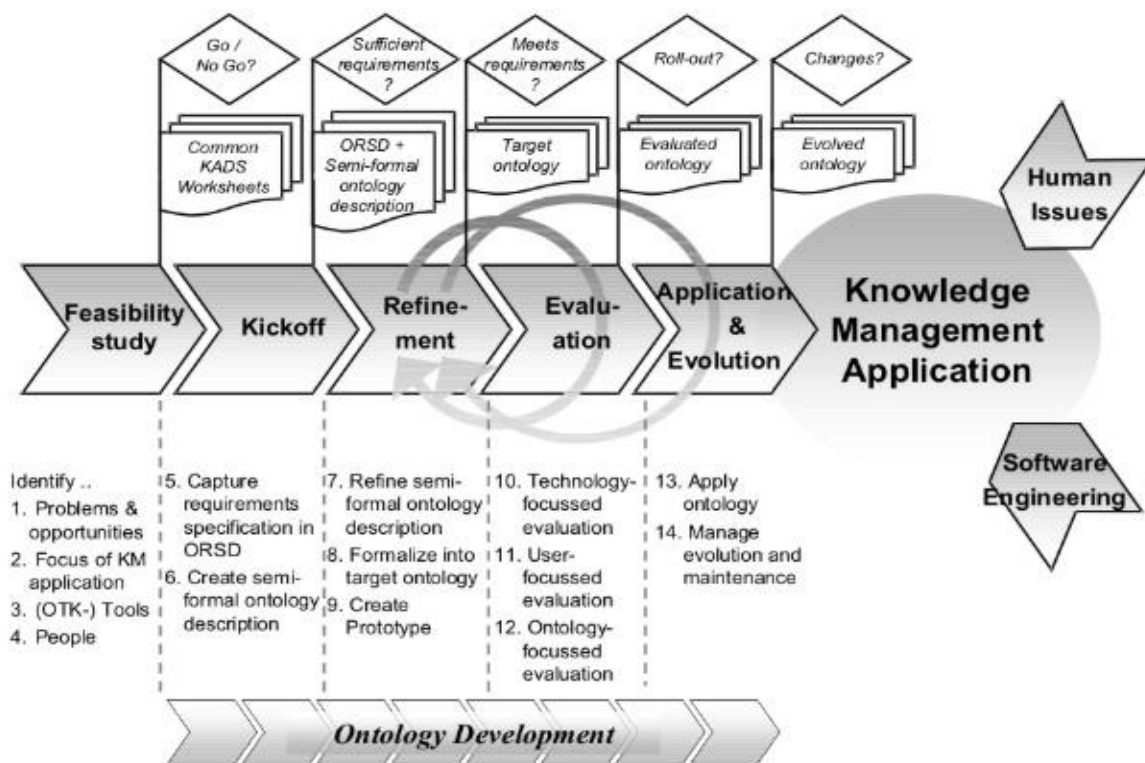 Go /
No Go?
Sufficient
requirements
?
Meets
requirements
?
Roll-out?
Changes?
Common
KADS
Worksheets
ORSD +
Semi-formal
ontology
description
Target
ontology
Evaluated
ontology
Evolved
ontology
Human
Issues
Feasibility
study
Kickoff
Refine-
ment
Evalu-
ation
Application
&
Evolution
Knowledge
Management
Application
Software
Engineering
Identify ..
1. Problems &
opportunities
2. Focus of KM
application
3. (OTK-) Tools
4. People
5. Capture
requirements
specification in
ORSD
6. Create semi-
formal ontology
description
7. Refine semi-
formal ontology
description
8. Formalize into
target ontology
9. Create
Prototype
10. Technology-
focussed
evaluation
11. User-
focussed
evaluation
12. Ontology-
focussed
evaluation
13. Apply
ontology
14. Manage
evolution and
maintenance
Ontology Development